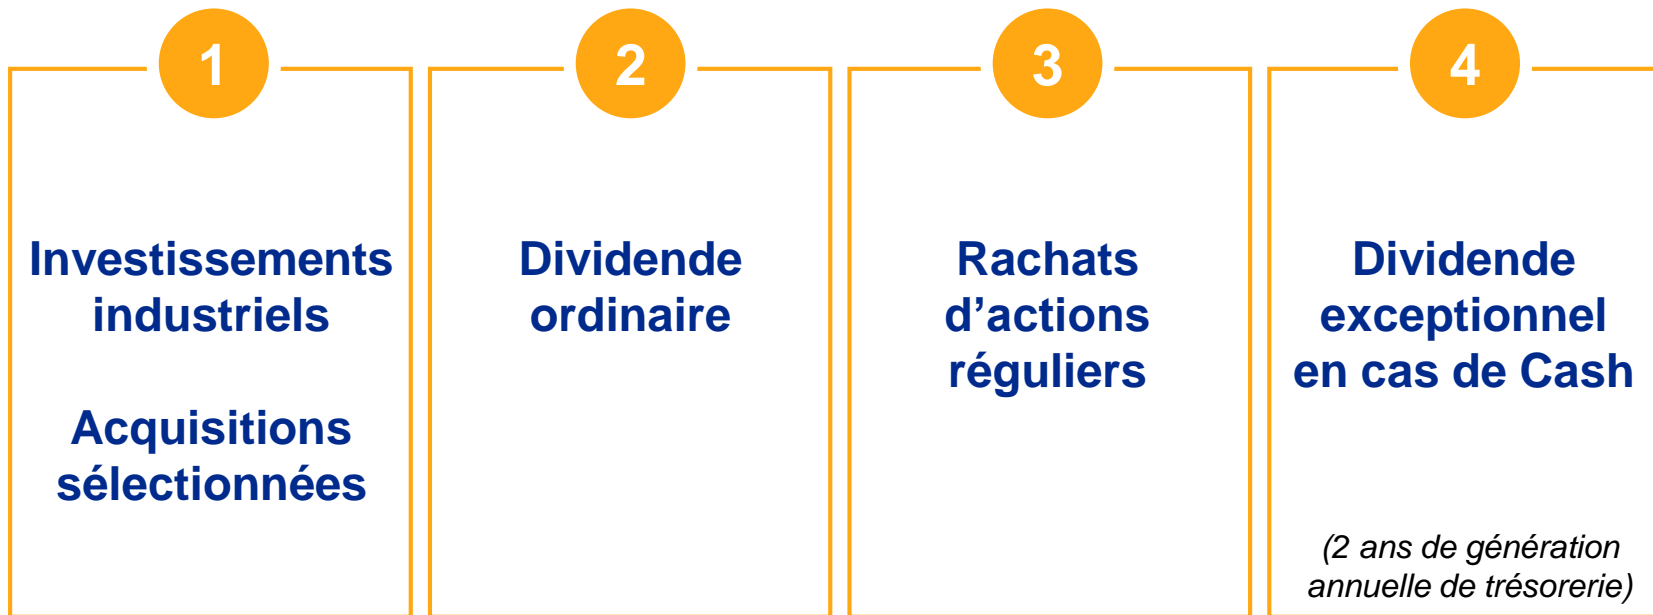 1
Investissements
industriels
Acquisitions
sélectionnées
2
Dividende
ordinaire
3
Rachats
d’actions
réguliers
4
Dividende
exceptionnel
en cas de Cash
(2 ans de génération
annuelle de trésorerie)